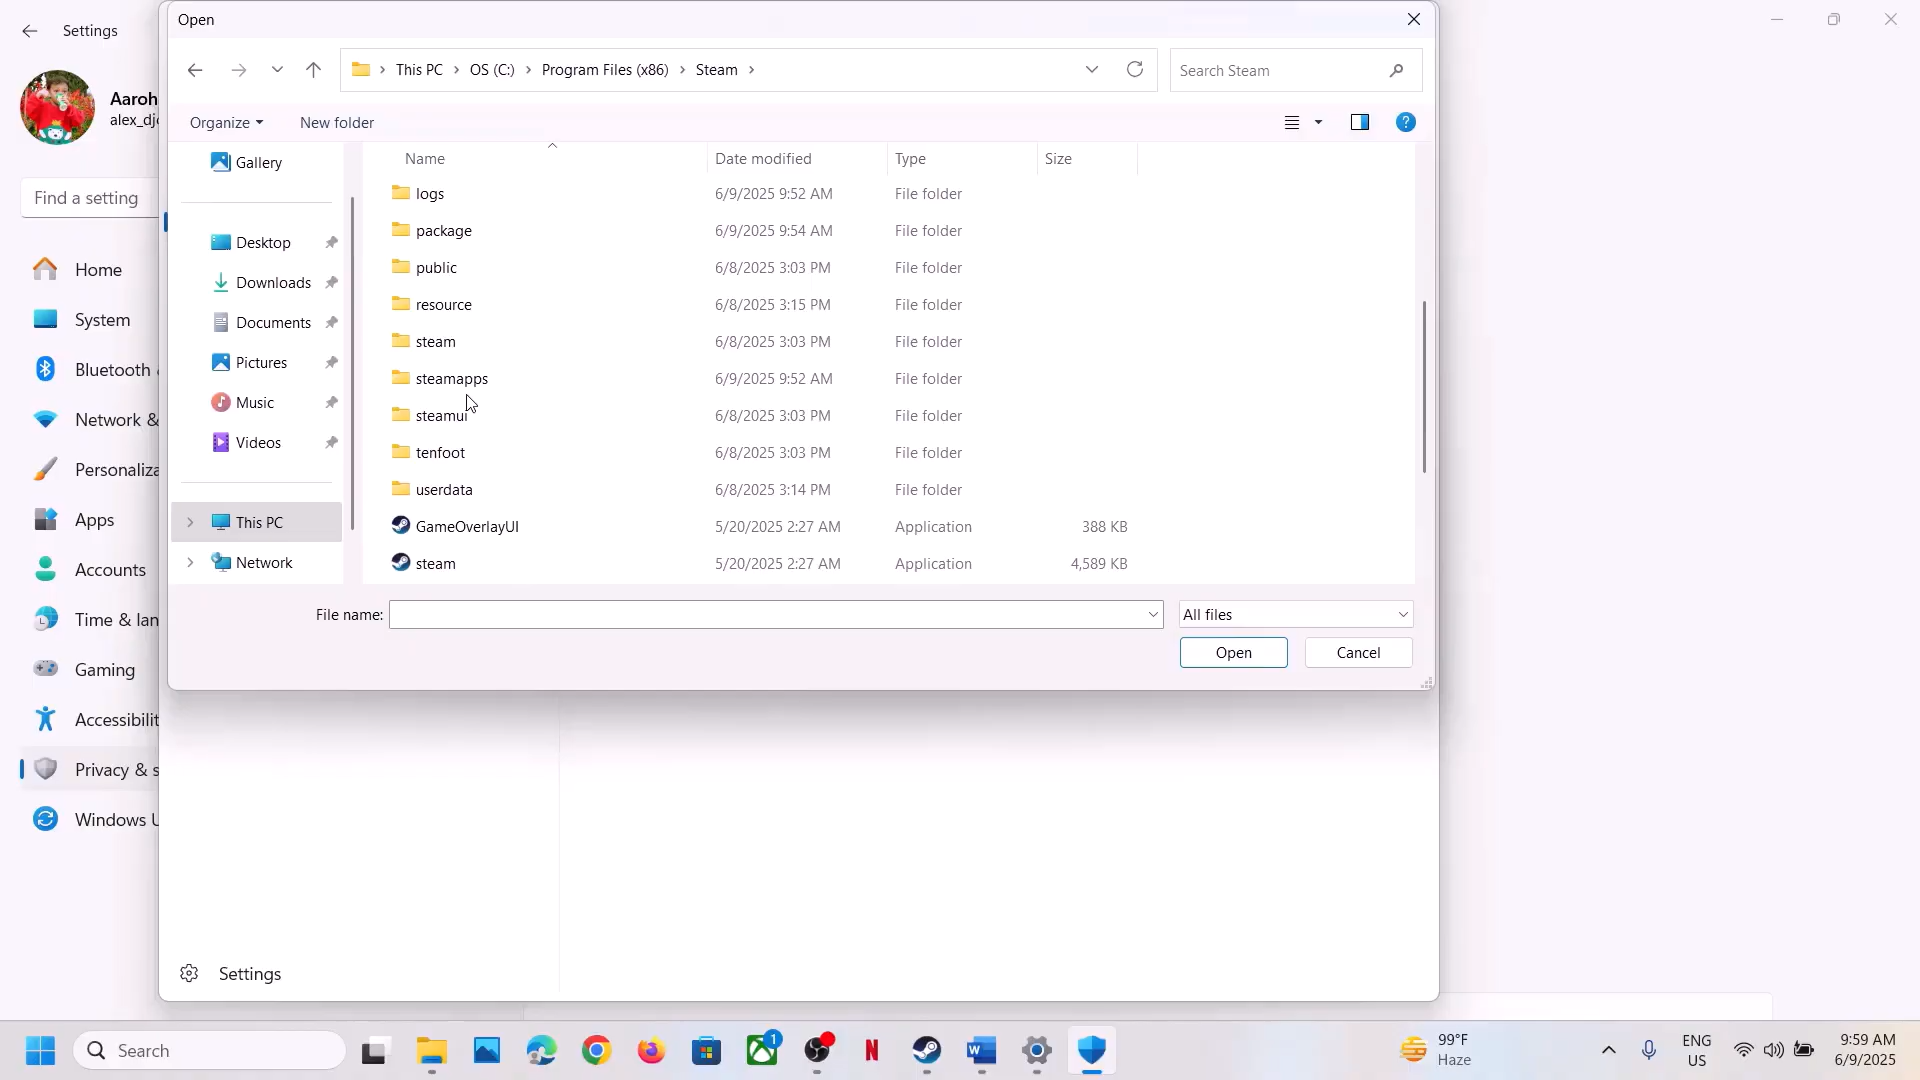 Settings
Aaroh
alex_djo
Find a setting
Home
System
Bluetooth
Network &
Personaliza
Apps
Accounts
Time & lan
Gaming
Accessibilit
Privacy & s
Windows U
Open
This PC
OS (C:)
Program Files (x86)
Steam
Search Steam
Organize
New folder
Gallery
Desktop
Downloads
Documents
Pictures
Music
Videos
This PC
Network
Name Date modified Type Size
logs 6/9/2025 9:52 AM File folder
package 6/9/2025 9:54 AM File folder
public 6/8/2025 3:03 PM File folder
resource 6/8/2025 3:15 PM File folder
steam 6/8/2025 3:03 PM File folder
steamapps 6/9/2025 9:52 AM File folder
steamui 6/8/2025 3:03 PM File folder
tenfoot 6/8/2025 3:03 PM File folder
userdata 6/8/2025 3:14 PM File folder
GameOverlayUI 5/20/2025 2:27 AM Application 388 KB
steam 5/20/2025 2:27 AM Application 4,589 KB
File name:
All files
Open
Cancel
Settings
Search
1
99°F
Haze
ENG
US
9:59 AM
6/9/2025